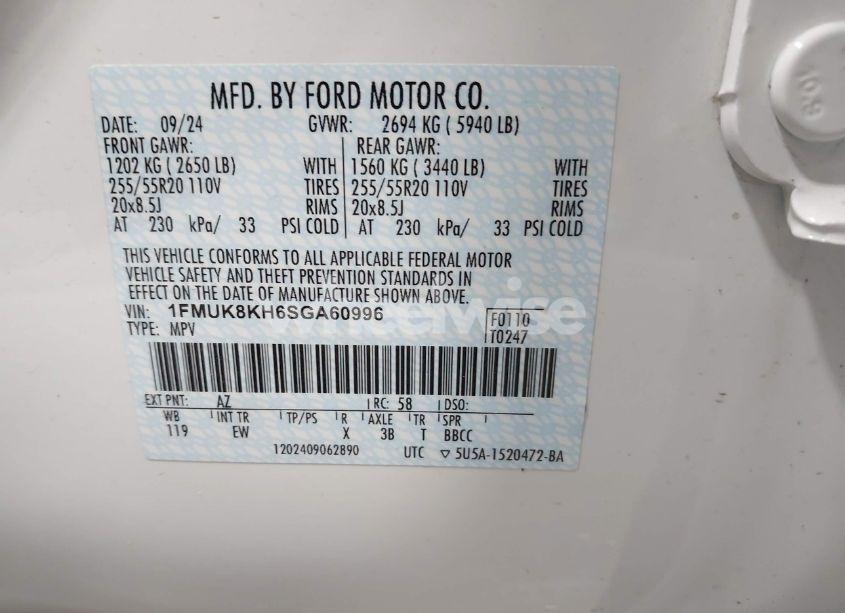 MFD. BY FORD MOTOR CO.
DATE: 09/24 GVWR: 2694 KG ( 5940 LB)
FRONT GAWR: REAR GAWR:
1202 KG ( 2650 LB) WITH 1560 KG ( 3440 LB) WITH
255/55R20 110V TIRES 255/55R20 110V TIRES
20x8.5J RIMS 20x8.5J RIMS
AT 230 kPa/ 33 PSI COLD AT 230 kPa/ 33 PSI COLD
THIS VEHICLE CONFORMS TO ALL APPLICABLE FEDERAL MOTOR
VEHICLE SAFETY AND THEFT PREVENTION STANDARDS IN
EFFECT ON THE DATE OF MANUFACTURE SHOWN ABOVE.
VIN: 1FMUK8KH6SGA60996 F0110
TYPE: MPV T0247
wheelwise
EXT PNT: AZ RC: 58 DSO:
WB INT TR TP/PS R AXLE TR SPR
119 EW X 3B T BBCC
1202409062890 UTC ▽ 5U5A-1520472-BA
10.9